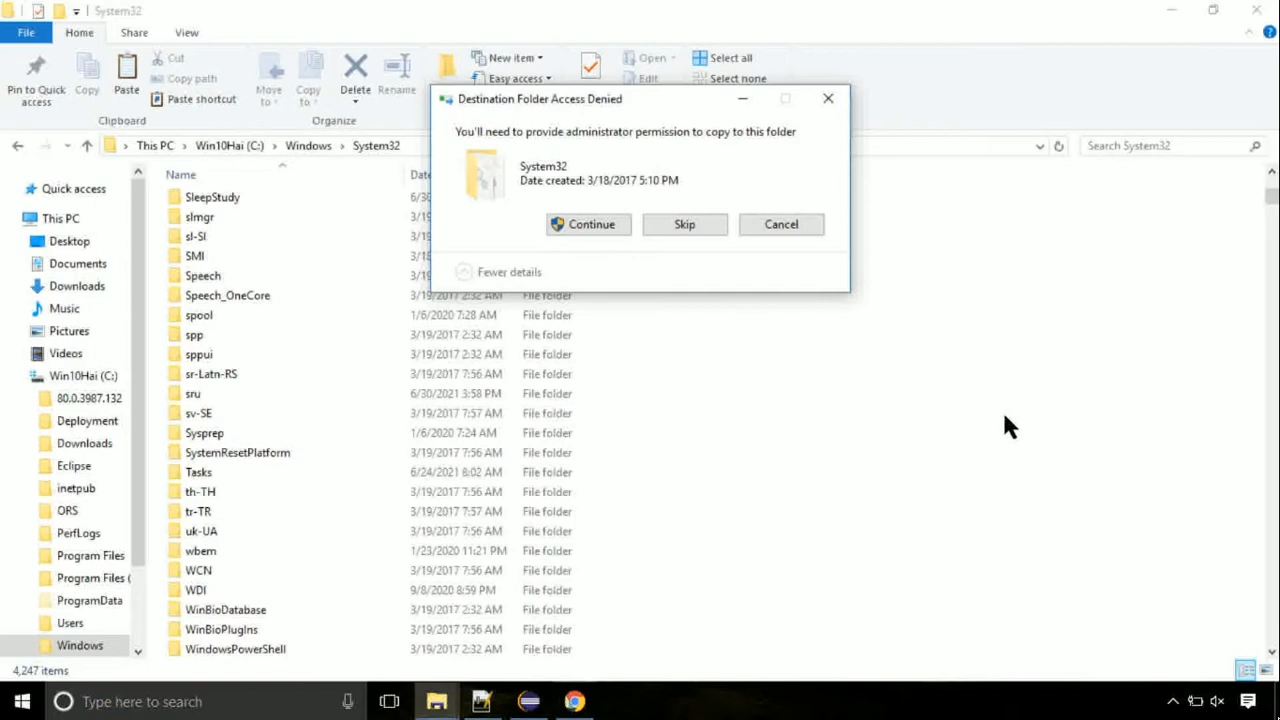 System32
File Home Share View
Pin to Quick access
Copy
Paste
Cut
Copy path
Paste shortcut
Clipboard
Move to
Copy to
Delete
Rename
Organize
New item
Easy access
Open
Edit
Select all
Select none
This PC > Win10Hai (C:) > Windows > System32
Search System32
Destination Folder Access Denied
You'll need to provide administrator permission to copy to this folder
System32
Date created: 3/18/2017 5:10 PM
Continue Skip Cancel
Fewer details
Quick access
This PC
Desktop
Documents
Downloads
Music
Pictures
Videos
Win10Hai (C:)
80.0.3987.132
Deployment
Downloads
Eclipse
inetpub
ORS
PerfLogs
Program Files
Program Files (
ProgramData
Users
Windows
Name
SleepStudy
slmgr
sl-SI
SMI
Speech
Speech_OneCore 3/19/2017 2:32 AM File folder
spool 1/6/2020 7:28 AM File folder
spp 3/19/2017 2:32 AM File folder
sppui 3/19/2017 2:32 AM File folder
sr-Latn-RS 3/19/2017 7:56 AM File folder
sru 6/30/2021 3:58 PM File folder
sv-SE 3/19/2017 7:57 AM File folder
Sysprep 1/6/2020 7:24 AM File folder
SystemResetPlatform 3/19/2017 7:56 AM File folder
Tasks 6/24/2021 8:02 AM File folder
th-TH 3/19/2017 7:56 AM File folder
tr-TR 3/19/2017 7:57 AM File folder
uk-UA 3/19/2017 7:56 AM File folder
wbem 1/23/2020 11:21 PM File folder
WCN 3/19/2017 7:56 AM File folder
WDI 9/8/2020 8:59 PM File folder
WinBioDatabase 3/19/2017 2:32 AM File folder
WinBioPlugIns 3/19/2017 7:56 AM File folder
WindowsPowerShell 3/19/2017 2:32 AM File folder
4,247 items
Type here to search